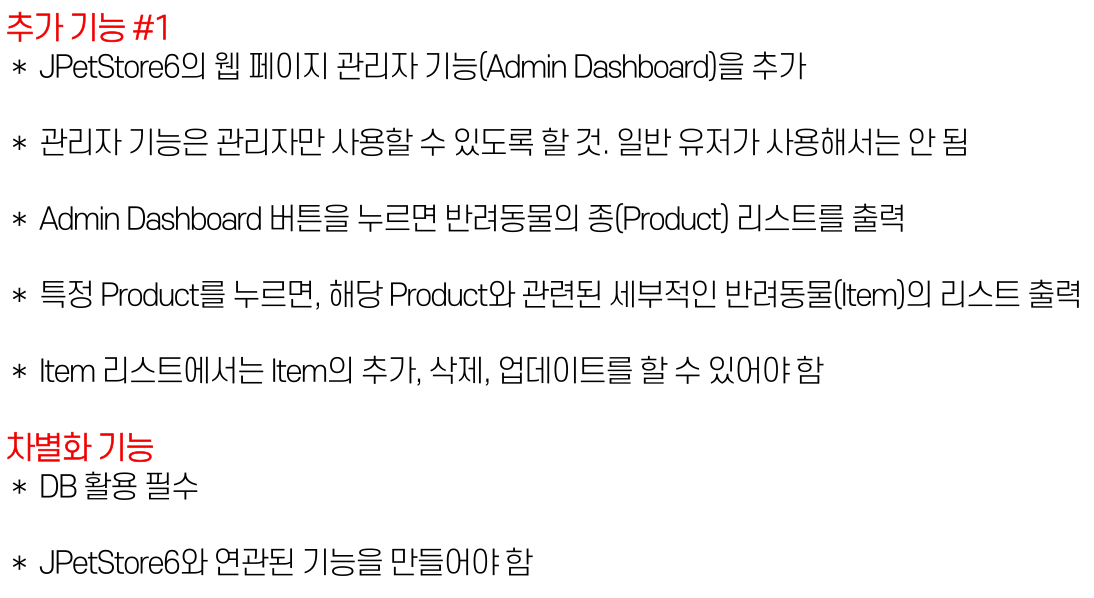 추가 기능 #1
* JPetStore6의 웹 페이지 관리자 기능(Admin Dashboard)을 추가
* 관리자 기능은 관리자만 사용할 수 있도록 할 것. 일반 유저가 사용해서는 안 됨
* Admin Dashboard 버튼을 누르면 반려동물의 종(Product) 리스트를 출력
* 특정 Product를 누르면, 해당 Product와 관련된 세부적인 반려동물(Item)의 리스트 출력
* Item 리스트에서는 Item의 추가, 삭제, 업데이트를 할 수 있어야 함
차별화 기능
* DB 활용 필수
* JPetStore6와 연관된 기능을 만들어야 함